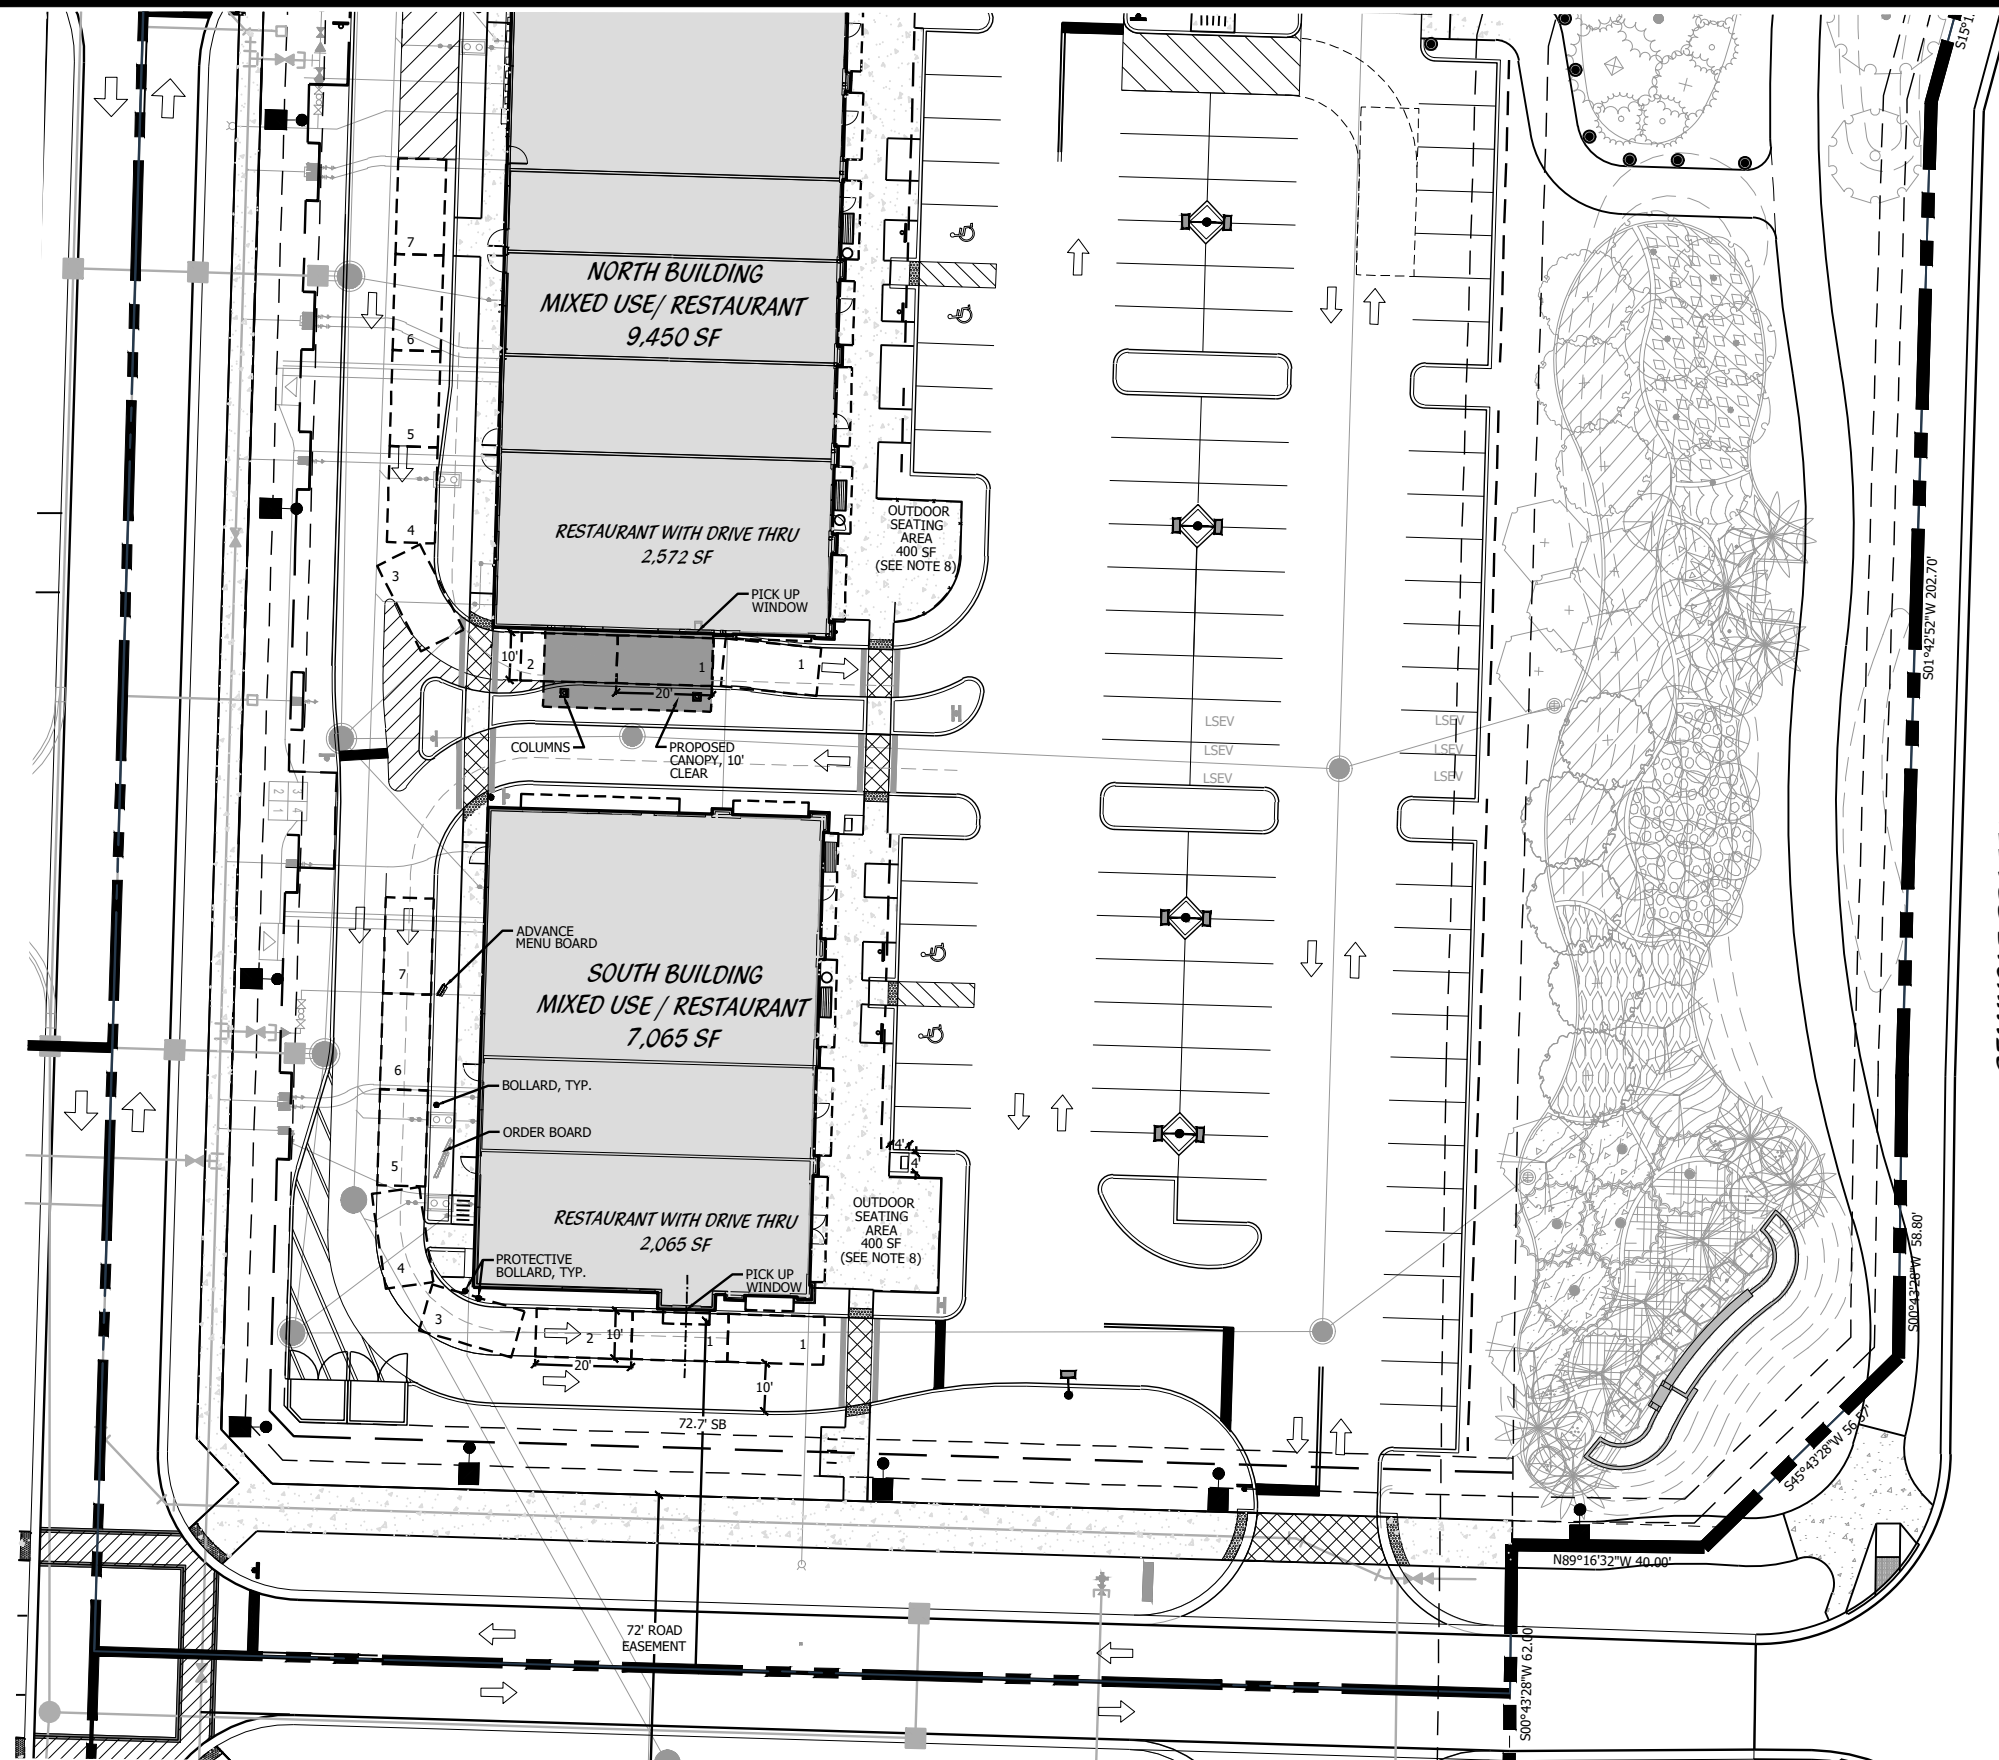 S15°1
7
NORTH BUILDING
MIXED USE/ RESTAURANT
9,450 SF
6
5
4
3
RESTAURANT WITH DRIVE THRU
2,572 SF
OUTDOOR
SEATING
AREA
400 SF
(SEE NOTE 8)
PICK UP
WINDOW
10'
2
1
1
20'
H
COLUMNS
PROPOSED
CANOPY, 10'
CLEAR
LSEV
LSEV
LSEV
LSEV
LSEV
LSEV
S01°42'52"W 202.70'
2
3
1
4
ADVANCE
MENU BOARD
7
SOUTH BUILDING
MIXED USE / RESTAURANT
7,065 SF
6
BOLLARD, TYP.
ORDER BOARD
5
4'
4'
RESTAURANT WITH DRIVE THRU
2,065 SF
OUTDOOR
SEATING
AREA
400 SF
(SEE NOTE 8)
PROTECTIVE
BOLLARD, TYP.
4
PICK UP
WINDOW
H
3
2
10'
1
1
20'
10'
72.7' SB
S00°43'28"W 58.80'
S45°43'28"W 56.57'
N89°16'32"W 40.00'
72' ROAD
EASEMENT
S00°43'28"W 62.00'